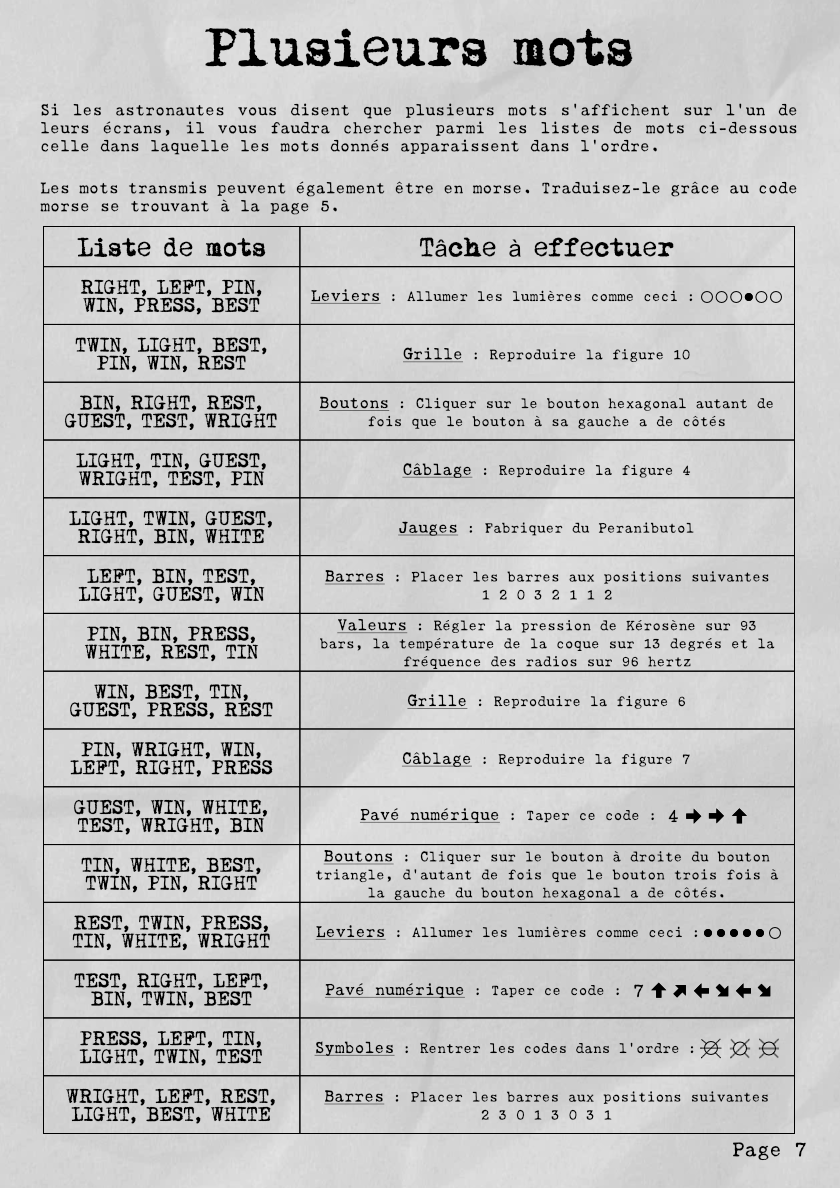 Plusieurs mots
Si les astronautes vous disent que plusieurs mots s'affichent sur l'un de
leurs écrans, il vous faudra chercher parmi les listes de mots ci-dessous
celle dans laquelle les mots donnés apparaissent dans l'ordre.
Les mots transmis peuvent également être en morse. Traduisez-le grâce au code
morse se trouvant à la page 5.
Liste de mots
Tâche à effectuer
RIGHT, LEFT, PIN,
WIN, PRESS, BEST
Leviers : Allumer les lumières comme ceci : ○○○●○○
TWIN, LIGHT, BEST,
PIN, WIN, REST
Grille : Reproduire la figure 10
BIN, RIGHT, REST,
GUEST, TEST, WRIGHT
Boutons : Cliquer sur le bouton hexagonal autant de
fois que le bouton à sa gauche a de côtés
LIGHT, TIN, GUEST,
WRIGHT, TEST, PIN
Câblage : Reproduire la figure 4
LIGHT, TWIN, GUEST,
RIGHT, BIN, WHITE
Jauges : Fabriquer du Peranibutol
LEFT, BIN, TEST,
LIGHT, GUEST, WIN
Barres : Placer les barres aux positions suivantes
1 2 0 3 2 1 1 2
PIN, BIN, PRESS,
WHITE, REST, TIN
Valeurs : Régler la pression de Kérosène sur 93
bars, la température de la coque sur 13 degrés et la
fréquence des radios sur 96 hertz
WIN, BEST, TIN,
GUEST, PRESS, REST
Grille : Reproduire la figure 6
PIN, WRIGHT, WIN,
LEFT, RIGHT, PRESS
Câblage : Reproduire la figure 7
GUEST, WIN, WHITE,
TEST, WRIGHT, BIN
Pavé numérique : Taper ce code : 4 → → ↑
TIN, WHITE, BEST,
TWIN, PIN, RIGHT
Boutons : Cliquer sur le bouton à droite du bouton
triangle, d'autant de fois que le bouton trois fois à
la gauche du bouton hexagonal a de côtés.
REST, TWIN, PRESS,
TIN, WHITE, WRIGHT
Leviers : Allumer les lumières comme ceci : ●●●●●○
TEST, RIGHT, LEFT,
BIN, TWIN, BEST
Pavé numérique : Taper ce code : 7 ↑ ↗ ← ↘ ← ↘
PRESS, LEFT, TIN,
LIGHT, TWIN, TEST
Symboles : Rentrer les codes dans l'ordre :
WRIGHT, LEFT, REST,
LIGHT, BEST, WHITE
Barres : Placer les barres aux positions suivantes
2 3 0 1 3 0 3 1
Page 7